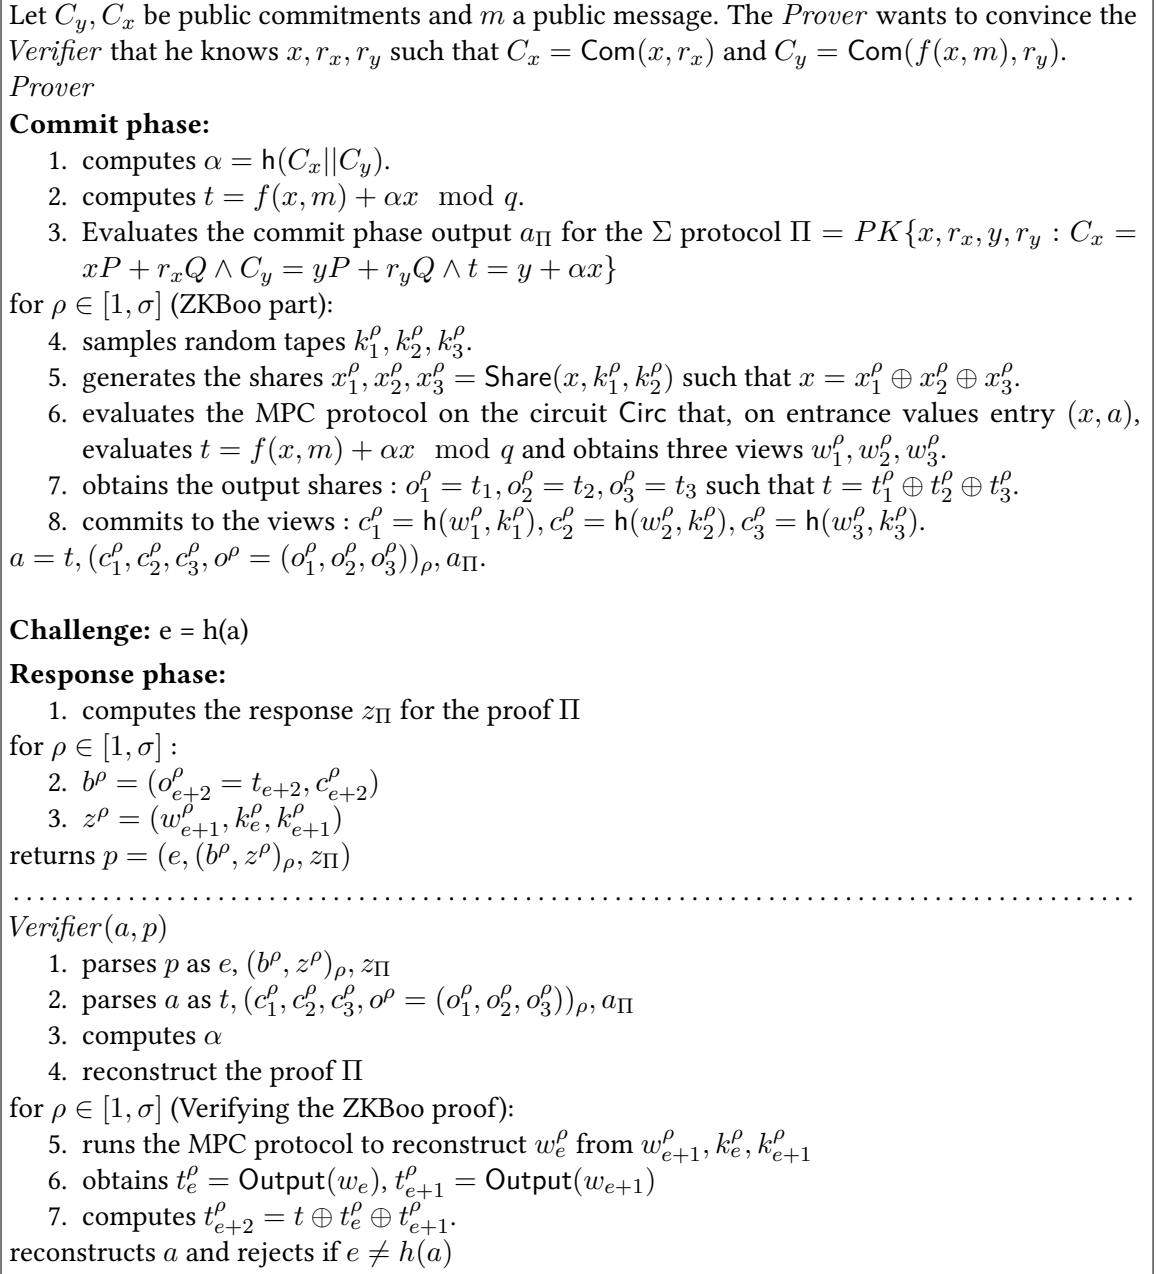 Let C_y, C_x be public commitments and m a public message. The Prover wants to convince the
Verifier that he knows x, r_x, r_y such that C_x = Com(x, r_x) and C_y = Com(f(x, m), r_y).
Prover
Commit phase:
1. computes α = h(C_x||C_y).
2. computes t = f(x, m) + αx mod q.
3. Evaluates the commit phase output a_Π for the Σ protocol Π = PK{x, r_x, y, r_y : C_x =
xP + r_xQ ∧ C_y = yP + r_yQ ∧ t = y + αx}
for ρ ∈ [1, σ] (ZKBoo part):
4. samples random tapes k_1^ρ, k_2^ρ, k_3^ρ.
5. generates the shares x_1^ρ, x_2^ρ, x_3^ρ = Share(x, k_1^ρ, k_2^ρ) such that x = x_1^ρ ⊕ x_2^ρ ⊕ x_3^ρ.
6. evaluates the MPC protocol on the circuit Circ that, on entrance values entry (x, a),
evaluates t = f(x, m) + αx mod q and obtains three views w_1^ρ, w_2^ρ, w_3^ρ.
7. obtains the output shares : o_1^ρ = t_1, o_2^ρ = t_2, o_3^ρ = t_3 such that t = t_1^ρ ⊕ t_2^ρ ⊕ t_3^ρ.
8. commits to the views : c_1^ρ = h(w_1^ρ, k_1^ρ), c_2^ρ = h(w_2^ρ, k_2^ρ), c_3^ρ = h(w_3^ρ, k_3^ρ).
a = t, (c_1^ρ, c_2^ρ, c_3^ρ, o^ρ = (o_1^ρ, o_2^ρ, o_3^ρ))_ρ, a_Π.
Challenge: e = h(a)
Response phase:
1. computes the response z_Π for the proof Π
for ρ ∈ [1, σ] :
2. b^ρ = (o_{e+2}^ρ = t_{e+2}, c_{e+2}^ρ)
3. z^ρ = (w_{e+1}^ρ, k_e^ρ, k_{e+1}^ρ)
returns p = (e, (b^ρ, z^ρ)_ρ, z_Π)
Verifier(a, p)
1. parses p as e, (b^ρ, z^ρ)_ρ, z_Π
2. parses a as t, (c_1^ρ, c_2^ρ, c_3^ρ, o^ρ = (o_1^ρ, o_2^ρ, o_3^ρ))_ρ, a_Π
3. computes α
4. reconstruct the proof Π
for ρ ∈ [1, σ] (Verifying the ZKBoo proof):
5. runs the MPC protocol to reconstruct w_e^ρ from w_{e+1}^ρ, k_e^ρ, k_{e+1}^ρ
6. obtains t_e^ρ = Output(w_e), t_{e+1}^ρ = Output(w_{e+1})
7. computes t_{e+2}^ρ = t ⊕ t_e^ρ ⊕ t_{e+1}^ρ.
reconstructs a and rejects if e ≠ h(a)